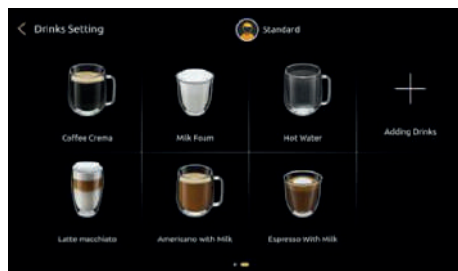 Drinks Setting
Standard
Coffee Crema
Milk Foam
Hot Water
Adding Drinks
Latte macchiato
Americano with Milk
Espresso With Milk